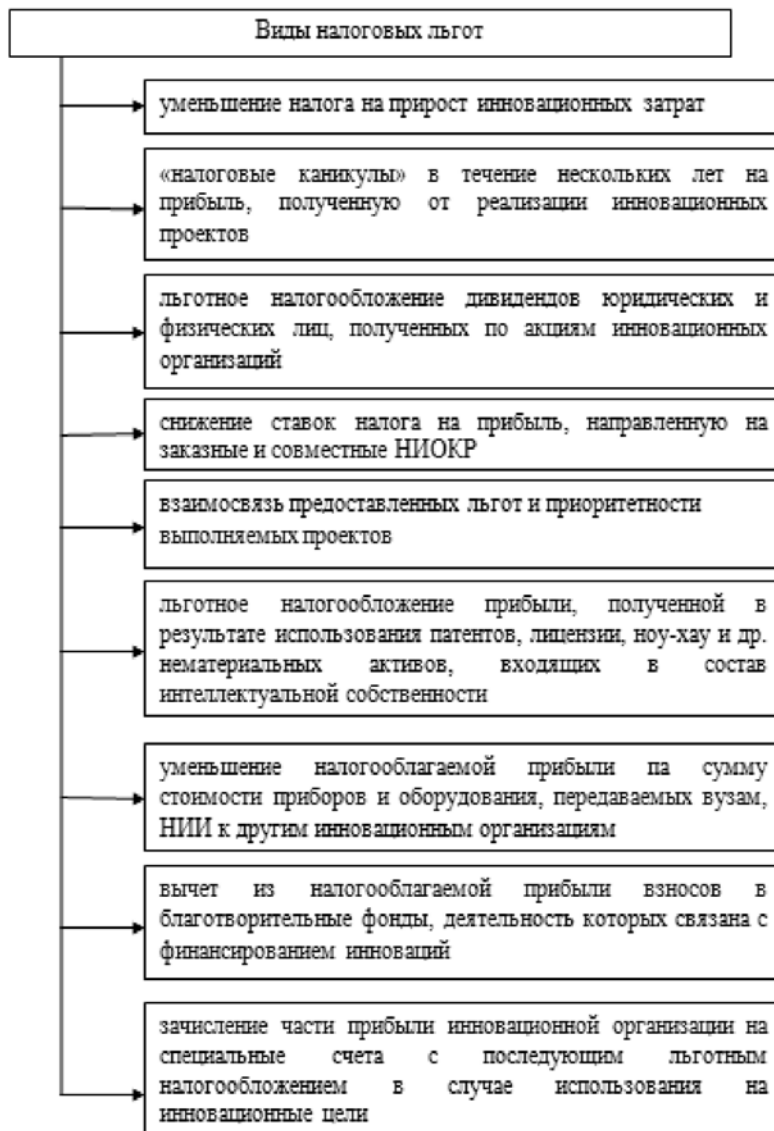 Виды налоговых льгот
уменьшение налога на прирост инновационных затрат
«налоговые каникулы» в течение нескольких лет на
прибыль, полученную от реализации инновационных
проектов
льготное налогообложение дивидендов юридических и
физических лиц, полученных по акциям инновационных
организаций
снижение ставок налога на прибыль, направленную на
заказные и совместные НИОКР
взаимосвязь предоставленных льгот и приоритетности
выполняемых проектов
льготное налогообложение прибыли, полученной в
результате использования патентов, лицензии, ноу-хау и др.
нематериальных активов, входящих в состав
интеллектуальной собственности
уменьшение налогооблагаемой прибыли па сумму
стоимости приборов и оборудования, передаваемых вузам,
НИИ к другим инновационным организациям
вычет из налогооблагаемой прибыли взносов в
благотворительные фонды, деятельность которых связана с
финансированием инноваций
зачисление части прибыли инновационной организации на
специальные счета с последующим льготным
налогообложением в случае использования на
инновационные цели